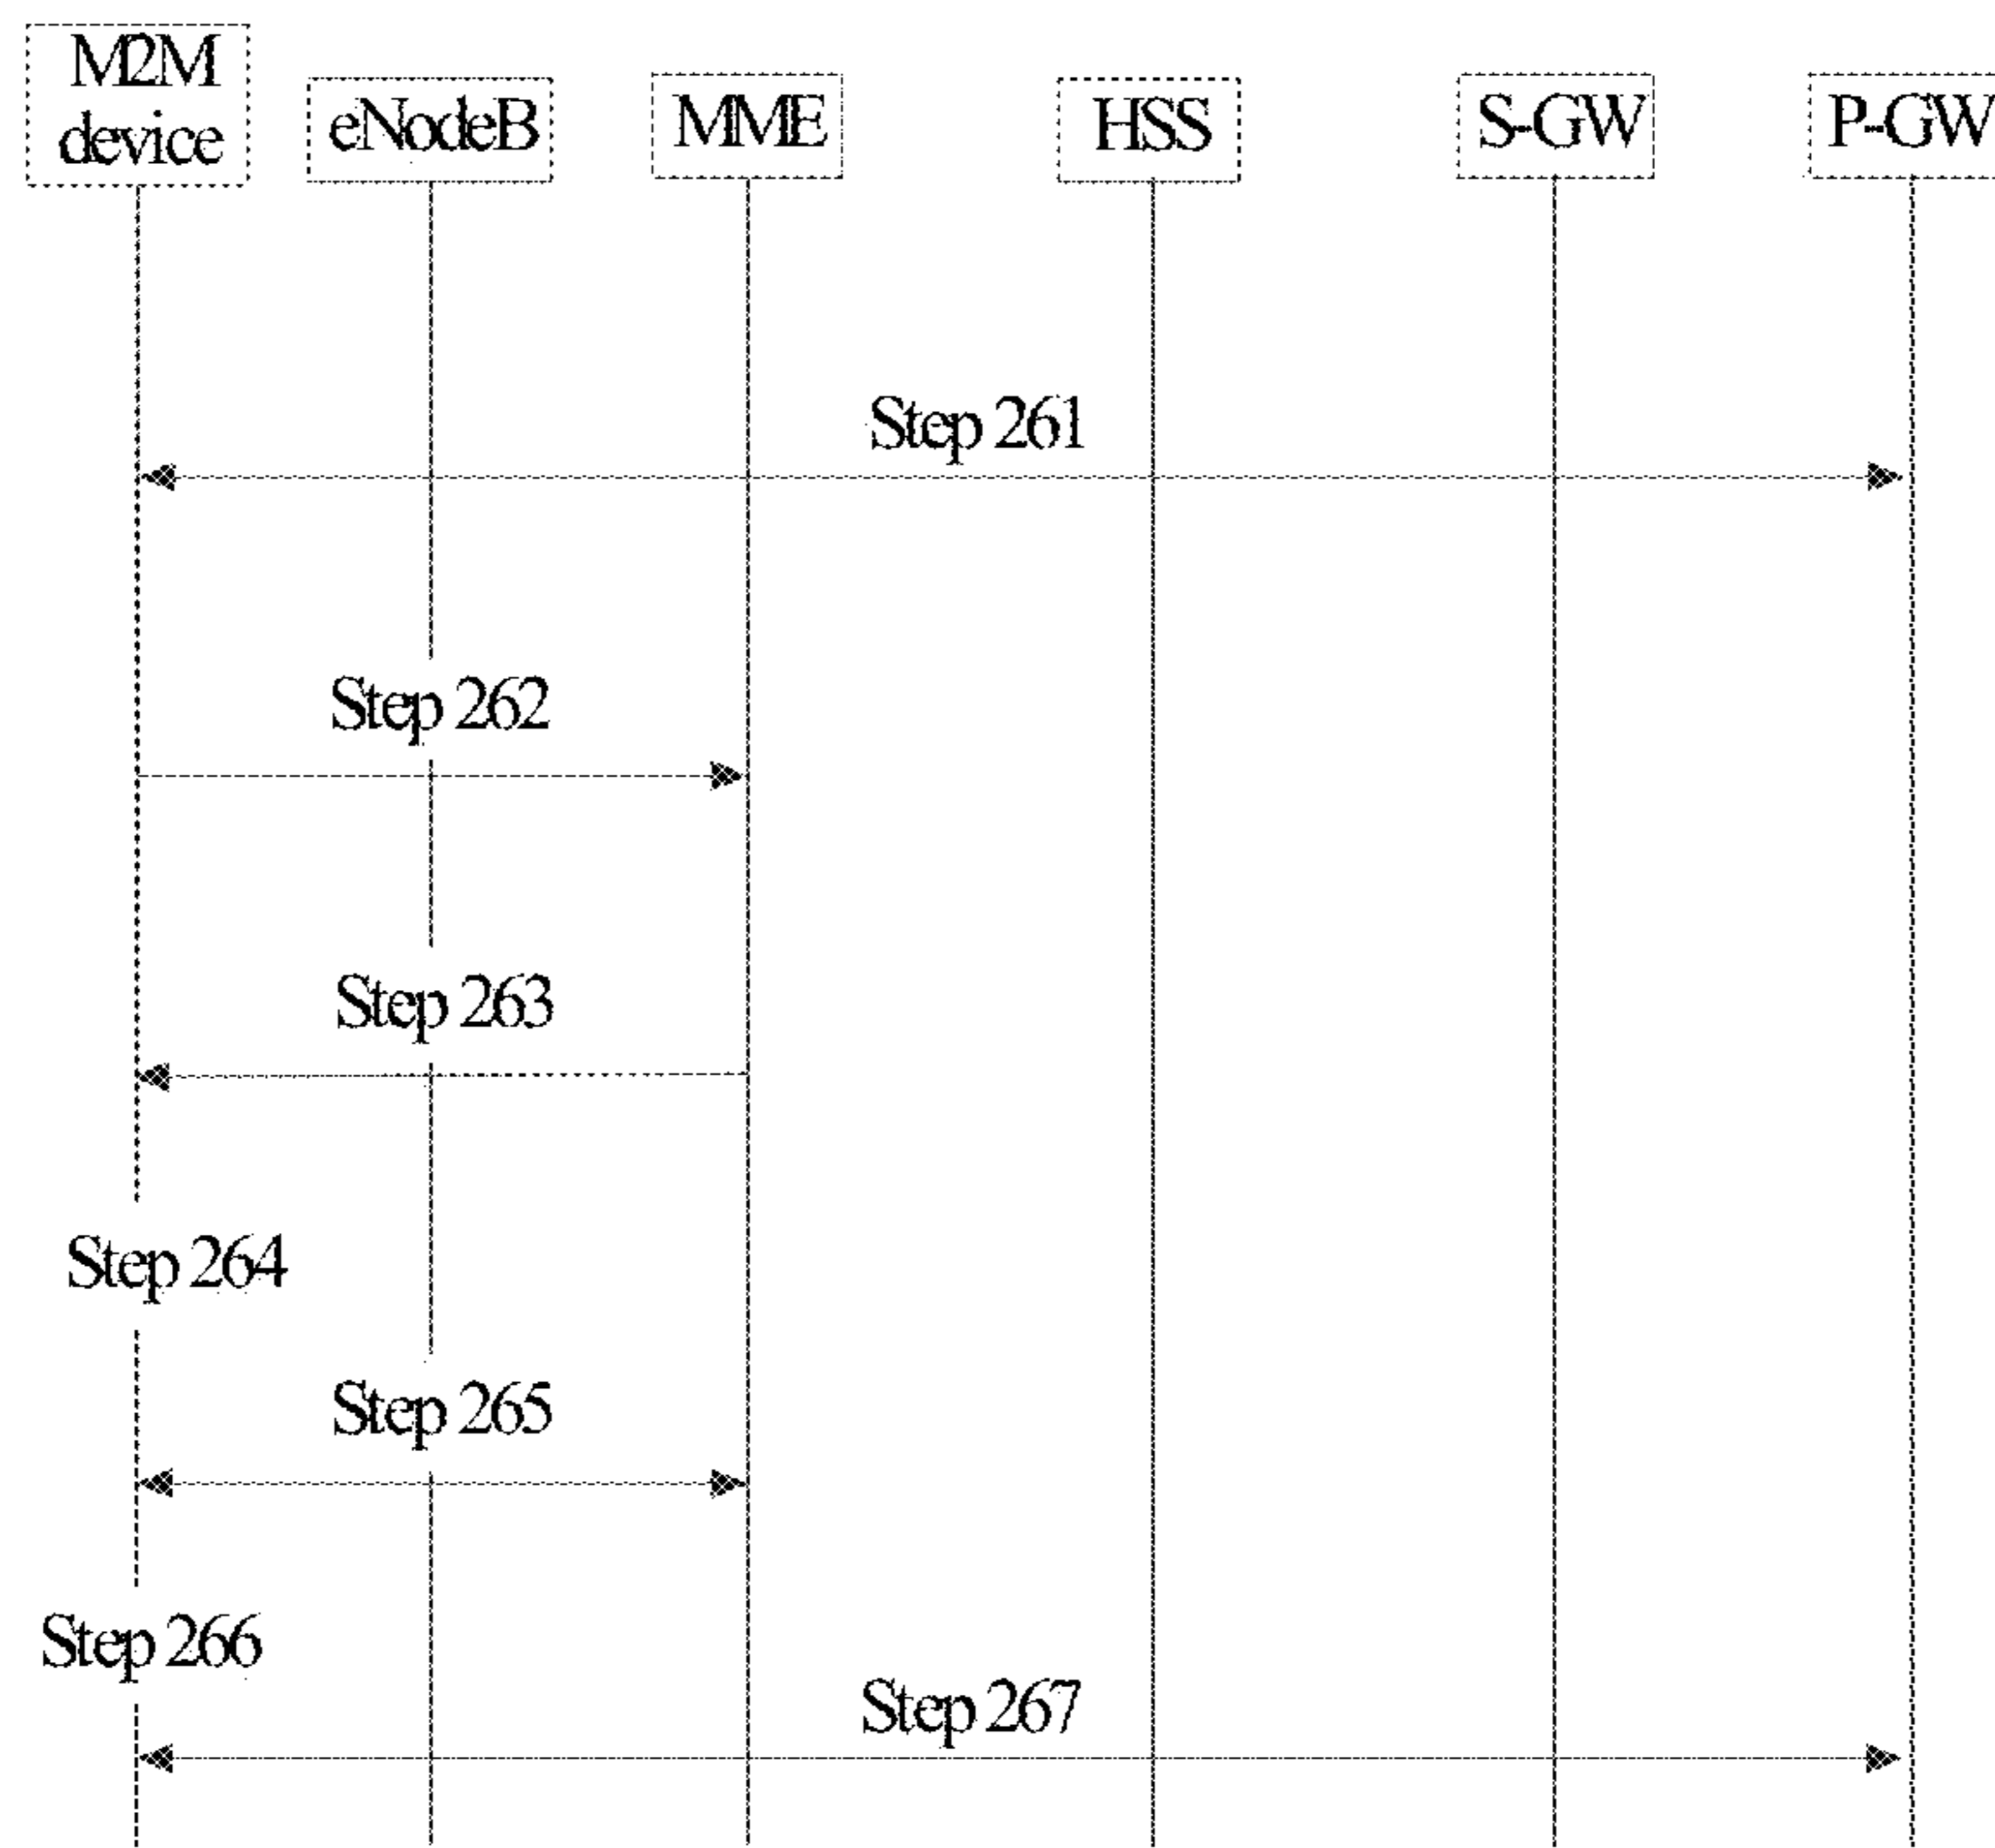 M2M
device
eNodeB
MME
HSS
S-GW
P-GW
Step 261
Step 262
Step 263
Step 264
Step 265
Step 266
Step 267